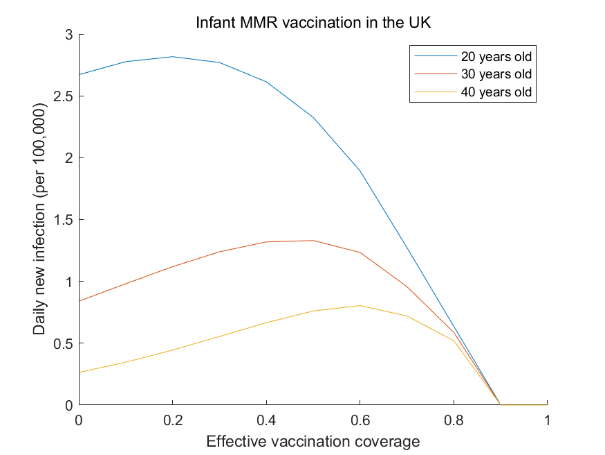 Infant MMR vaccination in the UK
3
2.5
2
1.5
1
0.5
0
Daily new infection (per 100,000)
20 years old
30 years old
40 years old
0 0.2 0.4 0.6 0.8 1
Effective vaccination coverage